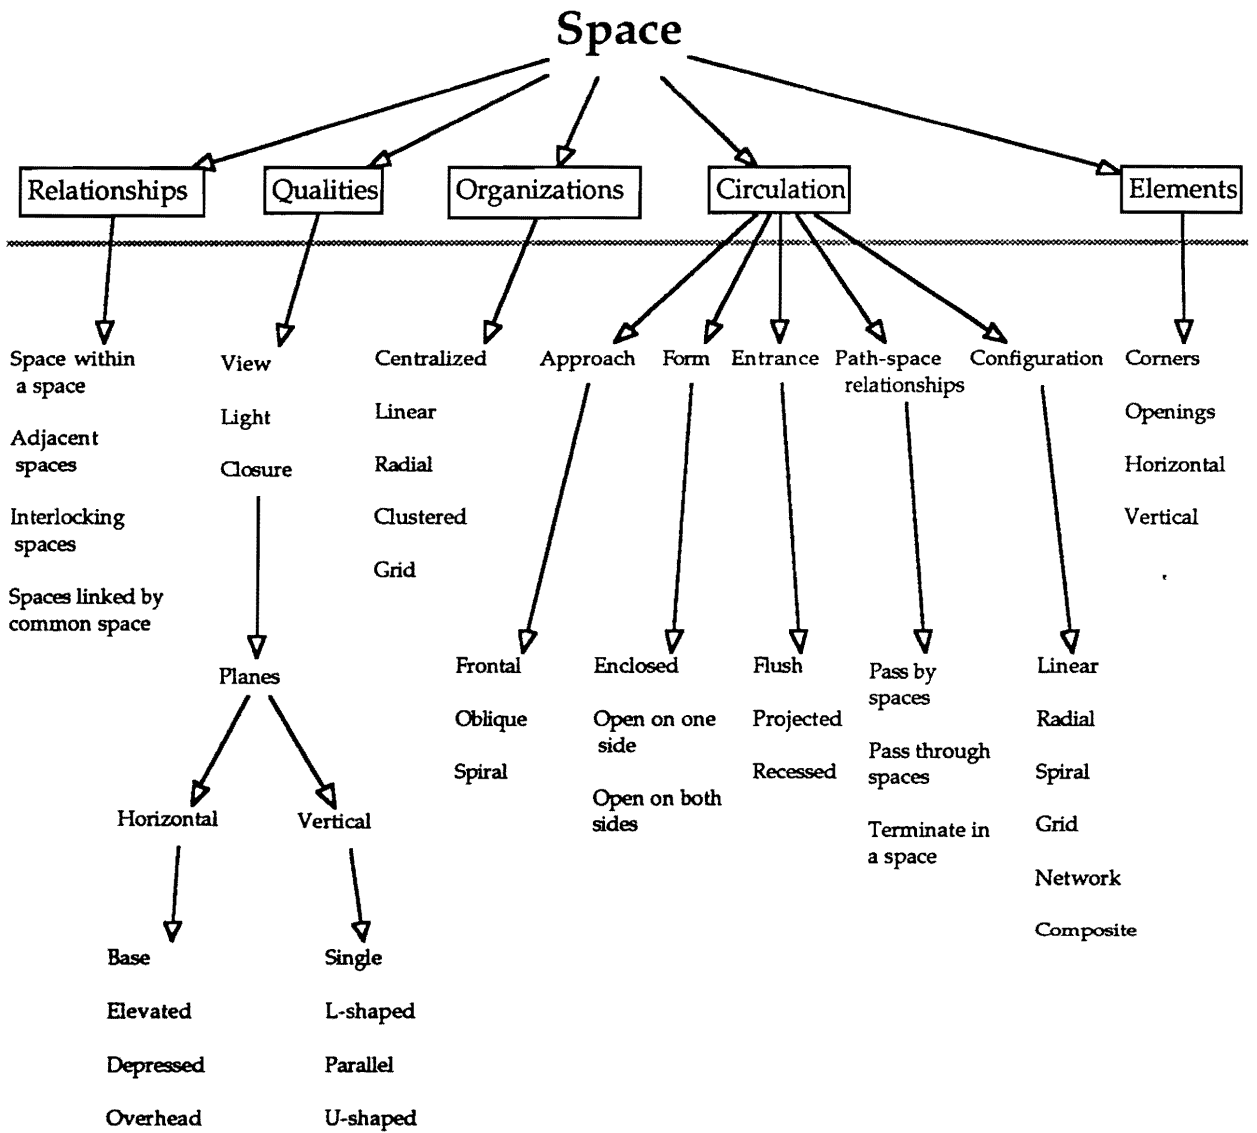 Space
Relationships
Qualities
Organizations
Circulation
Elements
Space within
a space
Adjacent
spaces
Interlocking
spaces
Spaces linked by
common space
View
Light
Closure
Centralized
Linear
Radial
Clustered
Grid
Approach
Form
Entrance
Path-space
relationships
Configuration
Corners
Openings
Horizontal
Vertical
Planes
Horizontal
Vertical
Base
Elevated
Depressed
Overhead
Single
L-shaped
Parallel
U-shaped
Frontal
Oblique
Spiral
Enclosed
Open on one
side
Open on both
sides
Flush
Projected
Recessed
Pass by
spaces
Pass through
spaces
Terminate in
a space
Linear
Radial
Spiral
Grid
Network
Composite